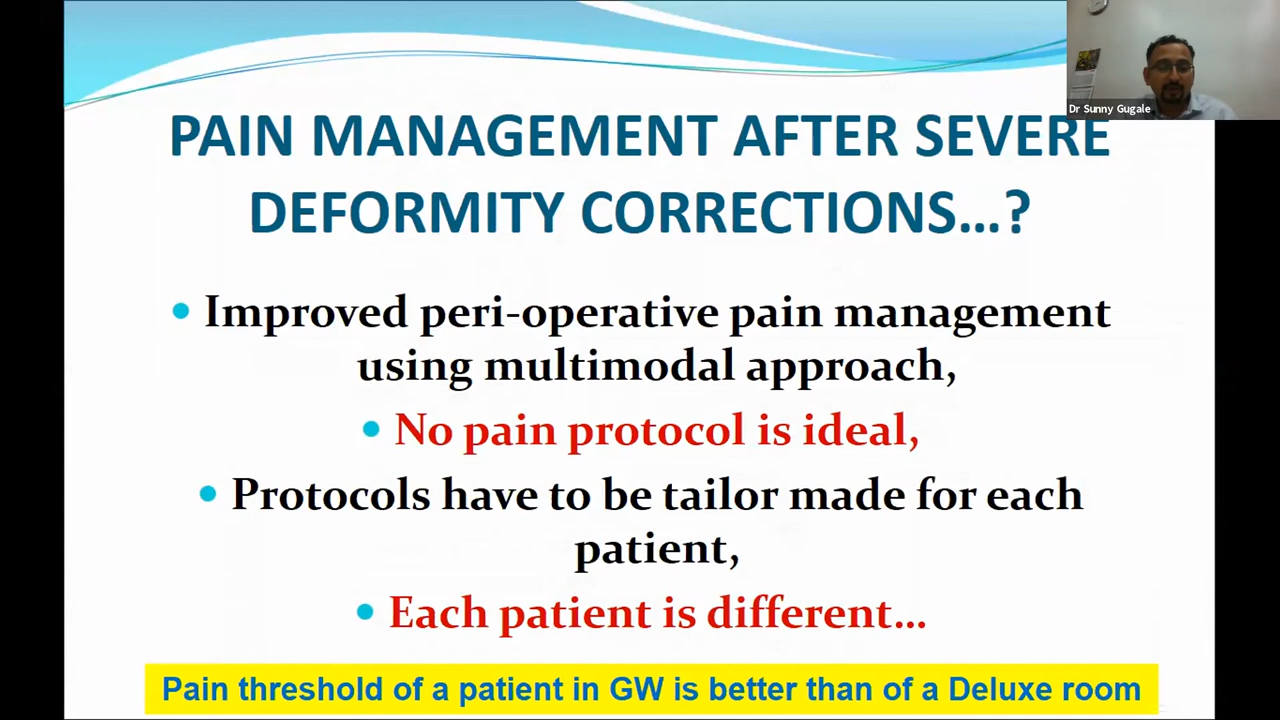 Dr Sunny Gugale
PAIN MANAGEMENT AFTER SEVERE
DEFORMITY CORRECTIONS...?
• Improved peri-operative pain management
using multimodal approach,
• No pain protocol is ideal,
• Protocols have to be tailor made for each
patient,
• Each patient is different...
Pain threshold of a patient in GW is better than of a Deluxe room